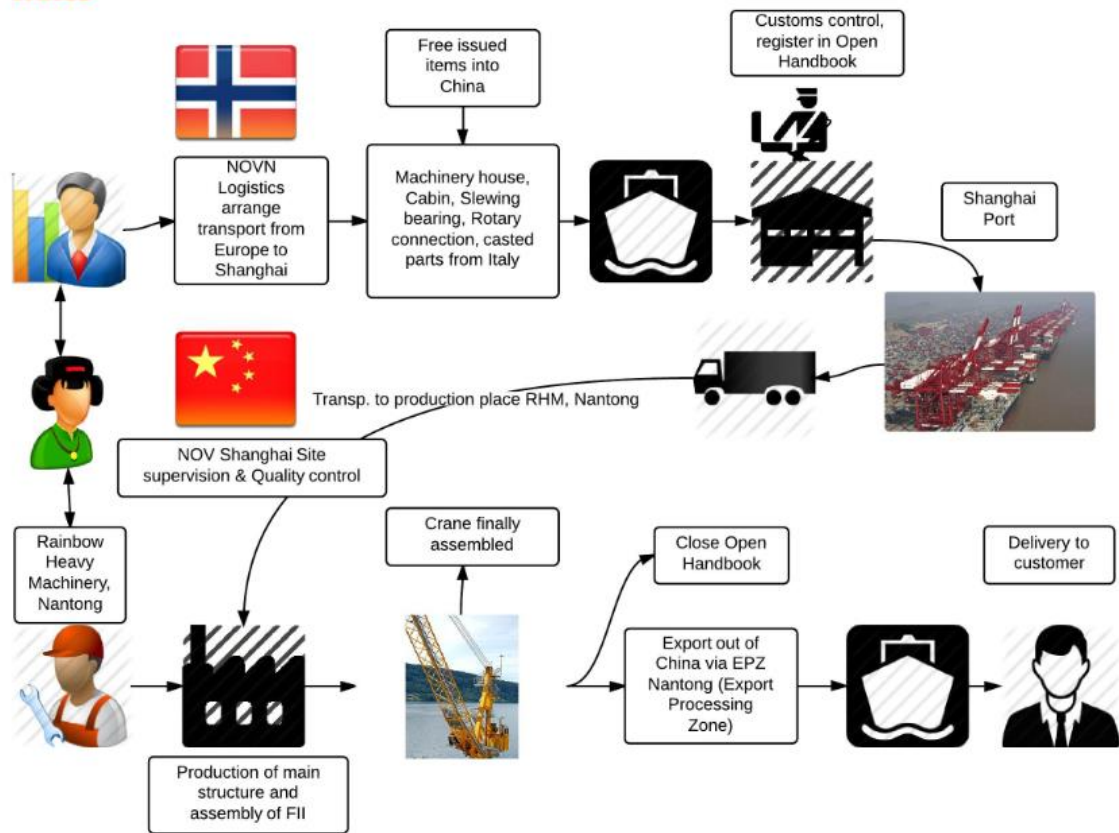 Free issued
items into
China
Customs control,
register in Open
Handbook
NOVN
Logistics
arrange
transport from
Europe to
Shanghai
Machinery house,
Cabin, Slewing
bearing, Rotary
connection, casted
parts from Italy
Shanghai
Port
Transp. to production place RHM, Nantong
NOV Shanghai Site
supervision & Quality control
Rainbow
Heavy
Machinery,
Nantong
Crane finally
assembled
Close Open
Handbook
Delivery to
customer
Export out of
China via EPZ
Nantong (Export
Processing
Zone)
Production of main
structure and
assembly of FII